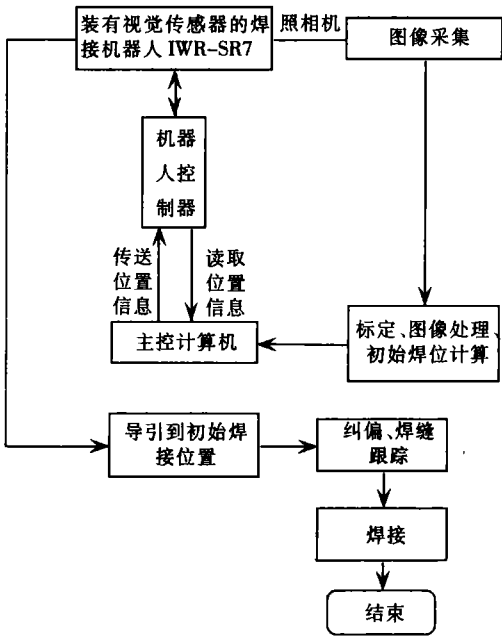 装有视觉传感器的焊
接机器人IWR-SR7
照相机
图像采集
机器
人控
制器
传送
位置
信息
读取
位置
信息
主控计算机
标定、图像处理、
初始焊位计算
导引到初始焊
接位置
纠偏、焊缝
跟踪
焊接
结束